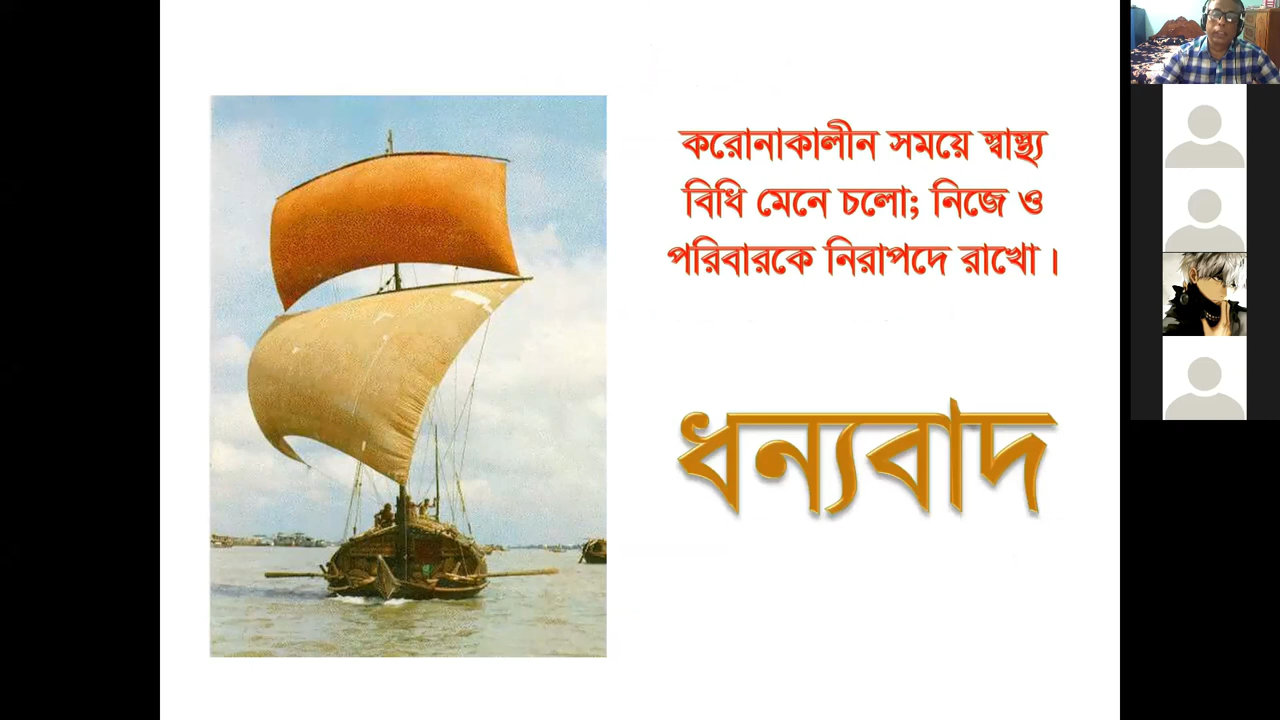 করোনাকালীন সময়ে স্বাস্থ্য
বিধি মেনে চলো; নিজে ও
পরিবারকে নিরাপদে রাখো।
ধন্যবাদ